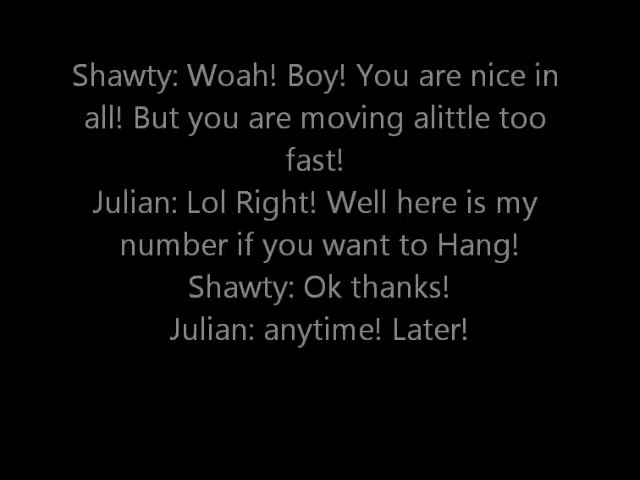 Shawty: Woah! Boy! You are nice in
all! But you are moving alittle too
fast!
Julian: Lol Right! Well here is my
number if you want to Hang!
Shawty: Ok thanks!
Julian: anytime! Later!